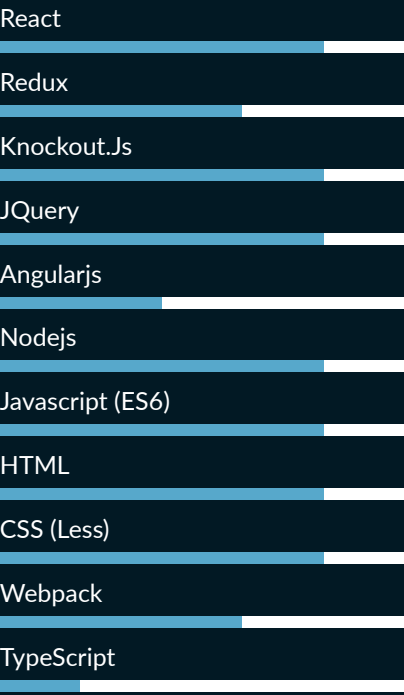 React
Redux
Knockout.Js
JQuery
Angularjs
Nodejs
Javascript (ES6)
HTML
CSS (Less)
Webpack
TypeScript